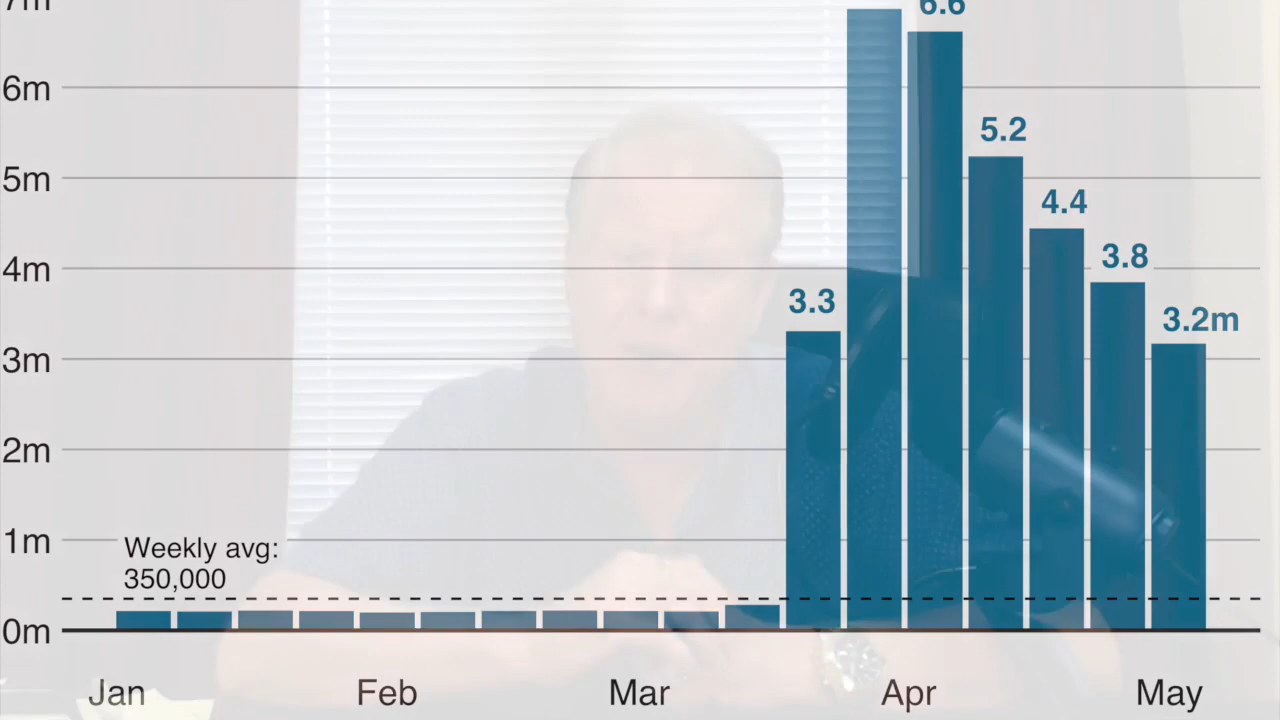 7m
6.6
6m
5.2
5m
4.4
4m
3.8
3.3
3.2m
3m
2m
1m
Weekly avg:
350,000
0m
Jan Feb Mar Apr May